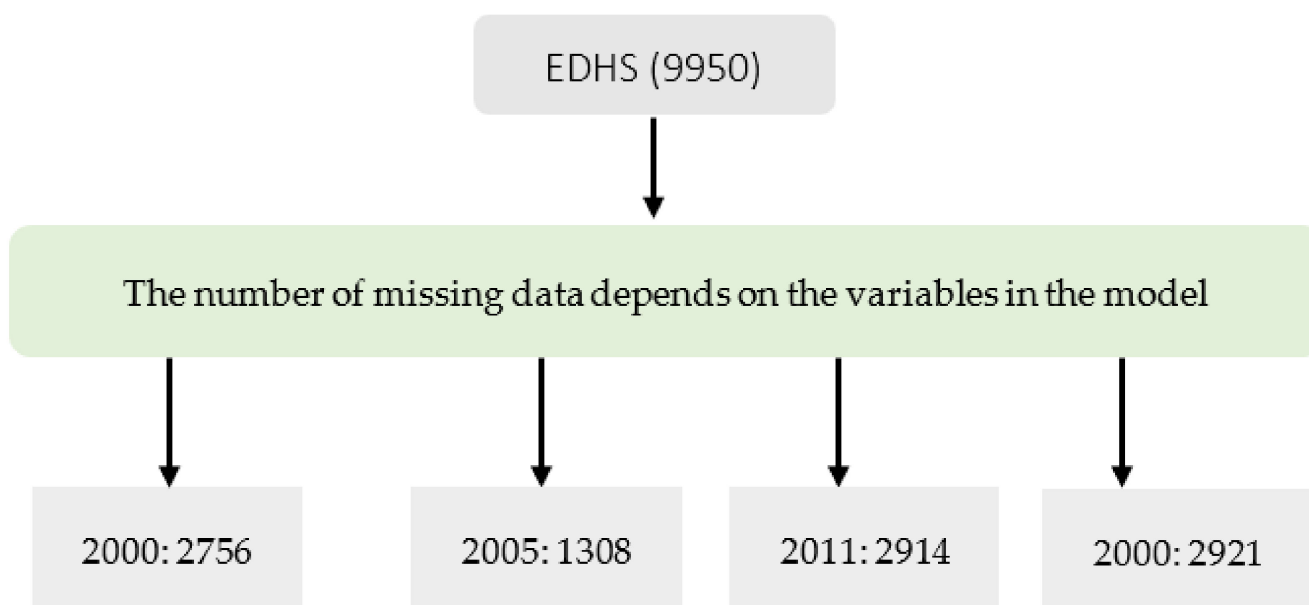 EDHS (9950)
The number of missing data depends on the variables in the model
2000: 2756
2005: 1308
2011: 2914
2000: 2921